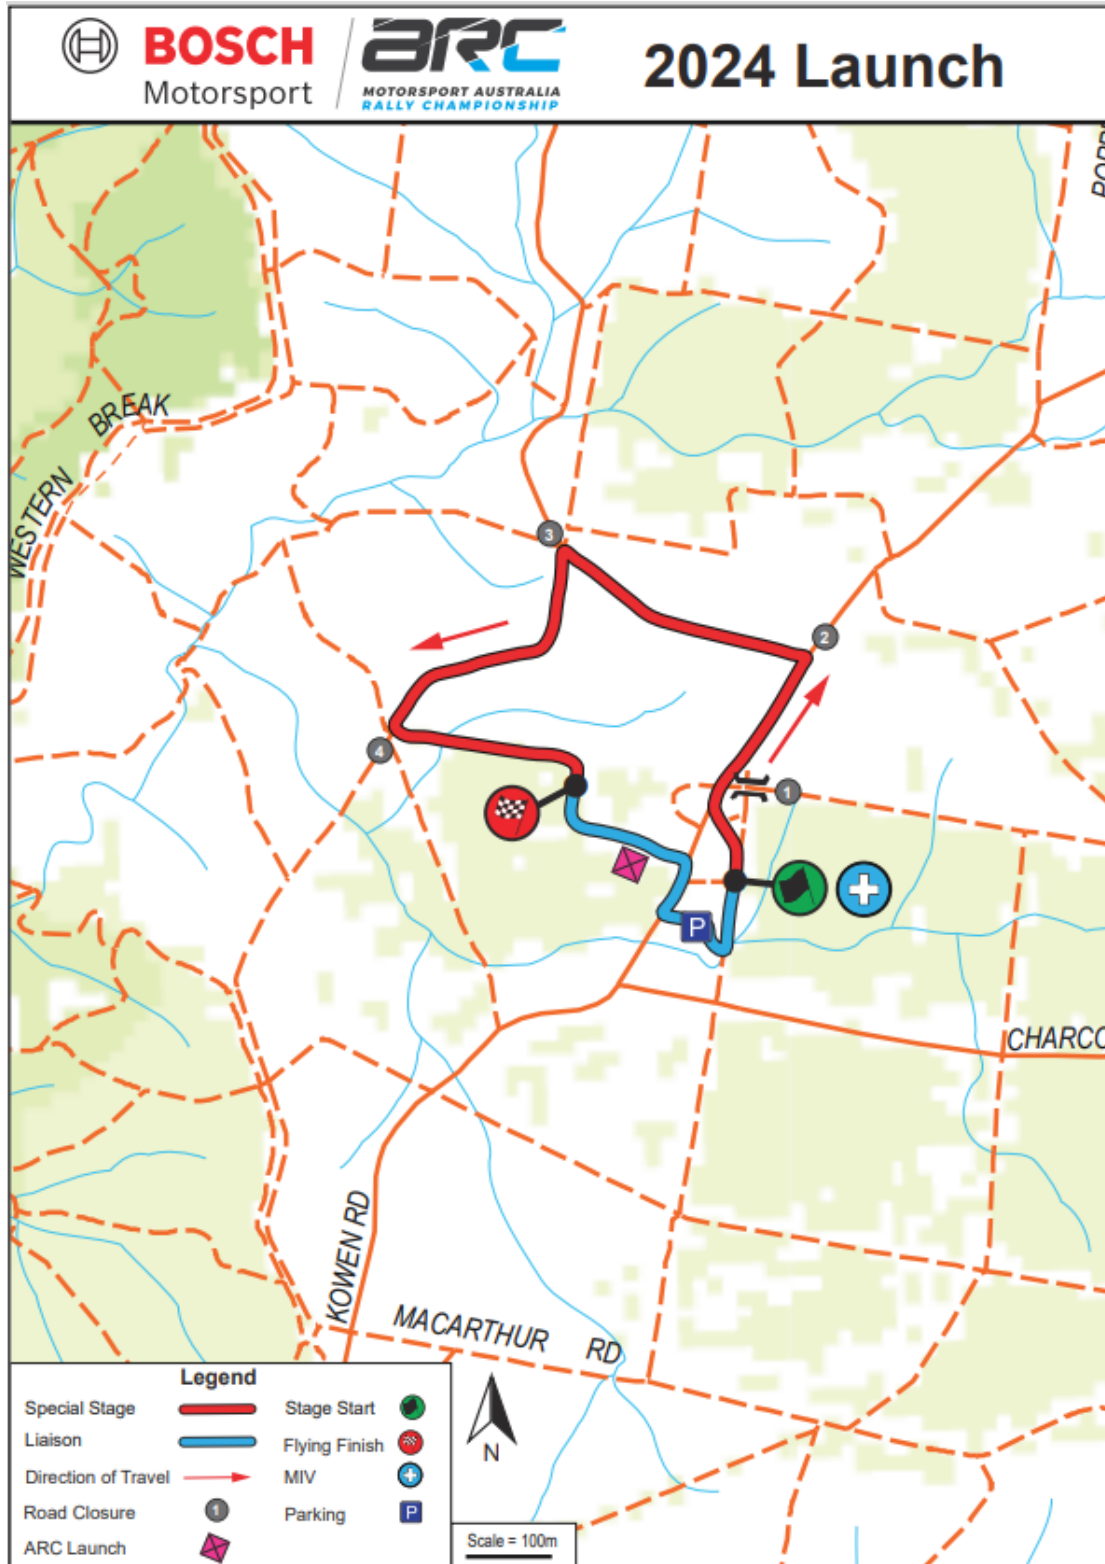 BOSCH
Motorsport
ARC
MOTORSPORT AUSTRALIA
RALLY CHAMPIONSHIP
2024 Launch
WESTERN
BREAK
3
2
4
1
P
CHARCO
KOWEN RD
MACARTHUR RD
Legend
Special Stage
Stage Start
Liaison
Flying Finish
Direction of Travel
MIV
Road Closure
1
Parking
P
ARC Launch
N
Scale = 100m